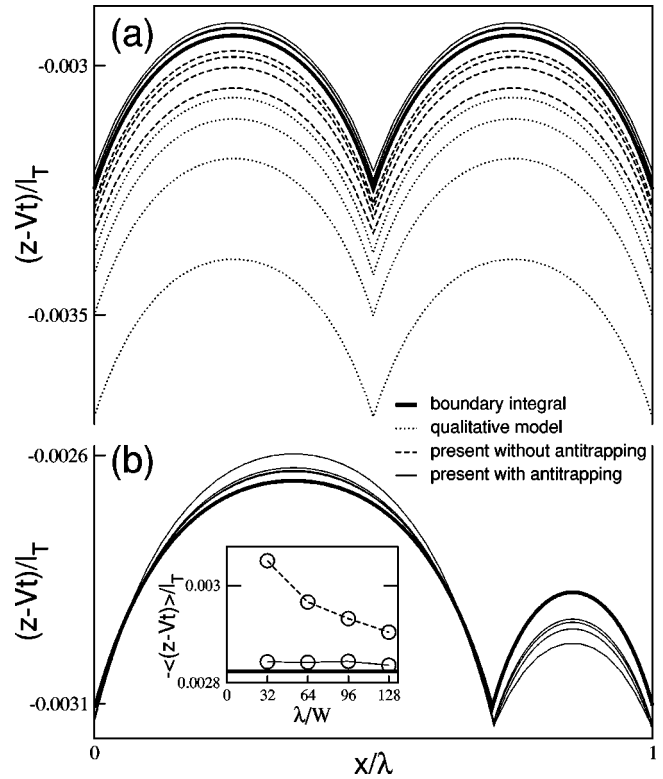 (a)
-0.003
(z-Vt)/l_T
-0.0035
boundary integral
qualitative model
present without antitrapping
present with antitrapping
(b)
-0.0026
(z-Vt)/l_T
-<(z-Vt)>/l_T
0.003
0.0028
0 32 64 96 128
λ/W
-0.0031
0 x/λ 1